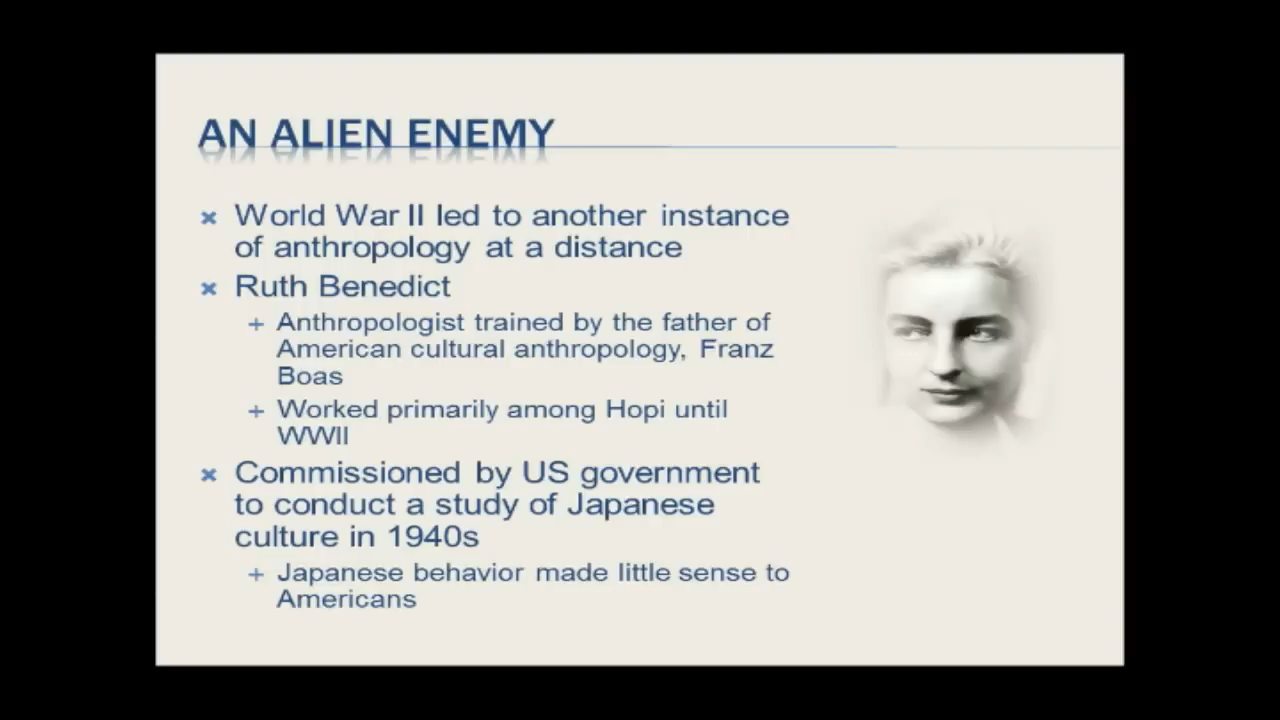 AN ALIEN ENEMY
World War II led to another instance
of anthropology at a distance
Ruth Benedict
Anthropologist trained by the father of
American cultural anthropology, Franz
Boas
Worked primarily among Hopi until
WWII
Commissioned by US government
to conduct a study of Japanese
culture in 1940s
Japanese behavior made little sense to
Americans